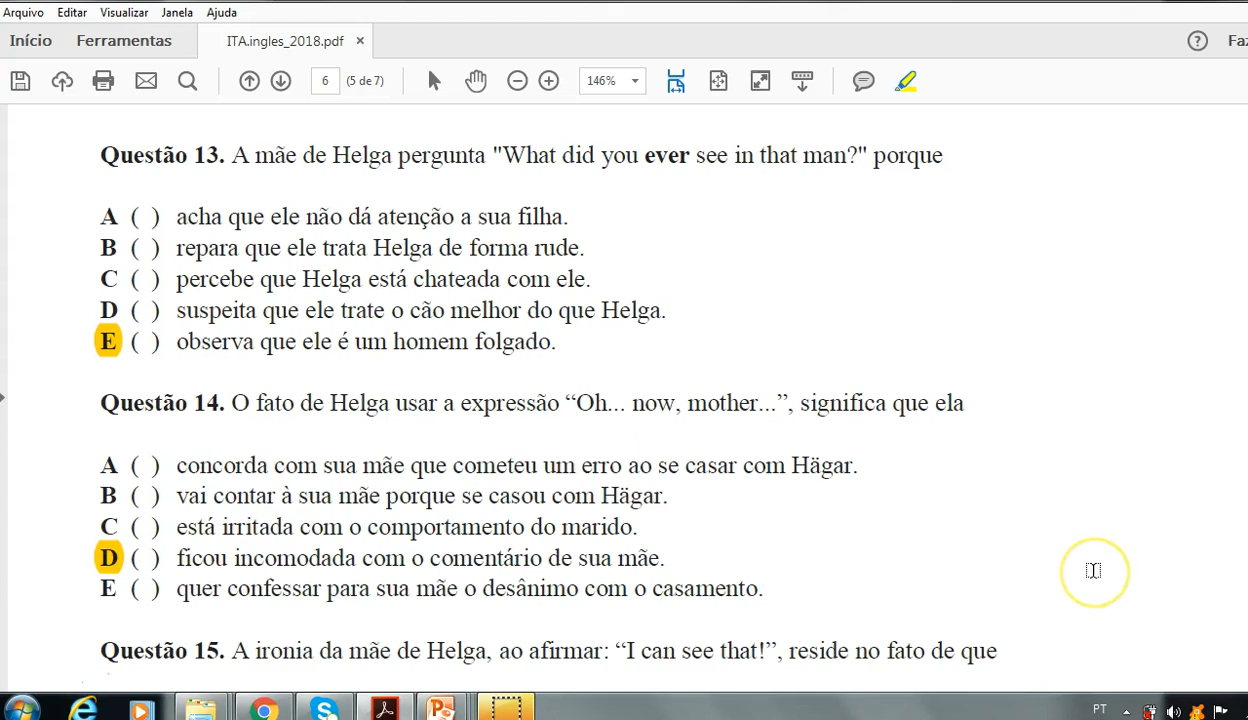 Arquivo Editar Visualizar Janela Ajuda
Início Ferramentas ITA.ingles_2018.pdf ×
6 (5 de 7) 146%
Questão 13. A mãe de Helga pergunta "What did you ever see in that man?" porque
A ( ) acha que ele não dá atenção a sua filha.
B ( ) repara que ele trata Helga de forma rude.
C ( ) percebe que Helga está chateada com ele.
D ( ) suspeita que ele trate o cão melhor do que Helga.
E ( ) observa que ele é um homem folgado.
Questão 14. O fato de Helga usar a expressão “Oh... now, mother...”, significa que ela
A ( ) concorda com sua mãe que cometeu um erro ao se casar com Hägar.
B ( ) vai contar à sua mãe porque se casou com Hägar.
C ( ) está irritada com o comportamento do marido.
D ( ) ficou incomodada com o comentário de sua mãe.
E ( ) quer confessar para sua mãe o desânimo com o casamento.
Questão 15. A ironia da mãe de Helga, ao afirmar: “I can see that!”, reside no fato de que
PT